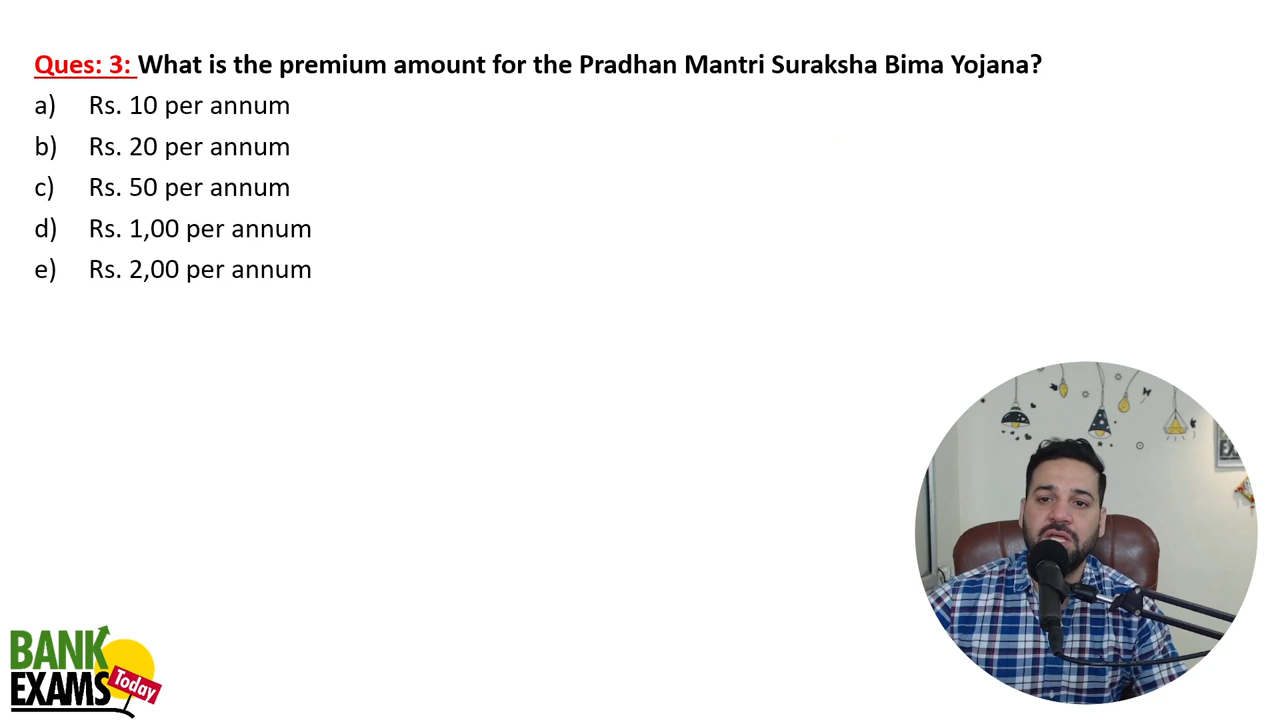 Ques: 3: What is the premium amount for the Pradhan Mantri Suraksha Bima Yojana?
a) Rs. 10 per annum
b) Rs. 20 per annum
c) Rs. 50 per annum
d) Rs. 1,00 per annum
e) Rs. 2,00 per annum
BANK
EXAMS
Today